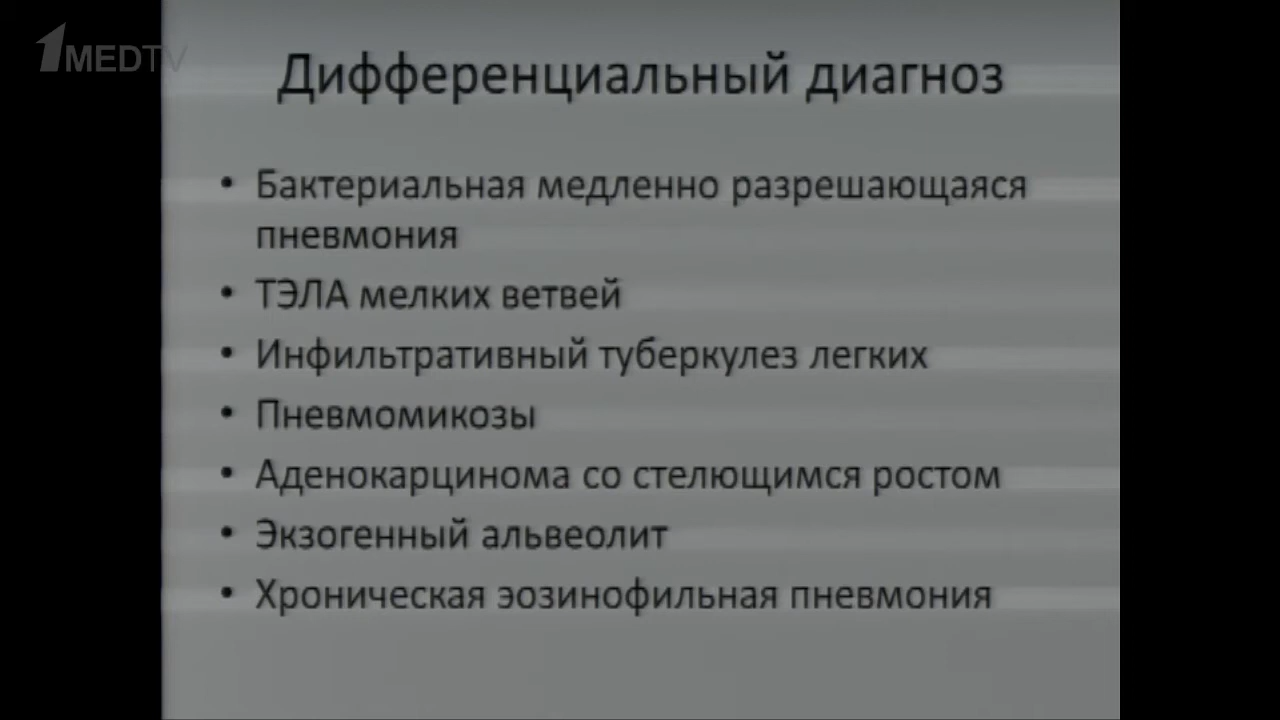 1MEDTV
Дифференциальный диагноз
• Бактериальная медленно разрешающаяся
пневмония
• ТЭЛА мелких ветвей
• Инфильтративный туберкулез легких
• Пневмомикозы
• Аденокарцинома со стелющимся ростом
• Экзогенный альвеолит
• Хроническая эозинофильная пневмония